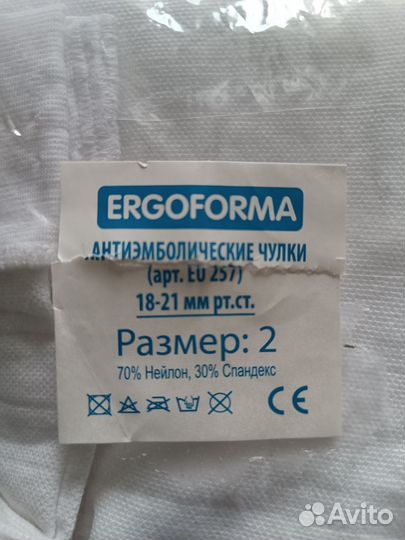 ERGOFORMA
АНТИЭМБОЛИЧЕСКИЕ ЧУЛКИ
(арт. EU 257)
18-21 мм рт.ст.
Размер: 2
70% Нейлон, 30% Спандекс
CE
Avito